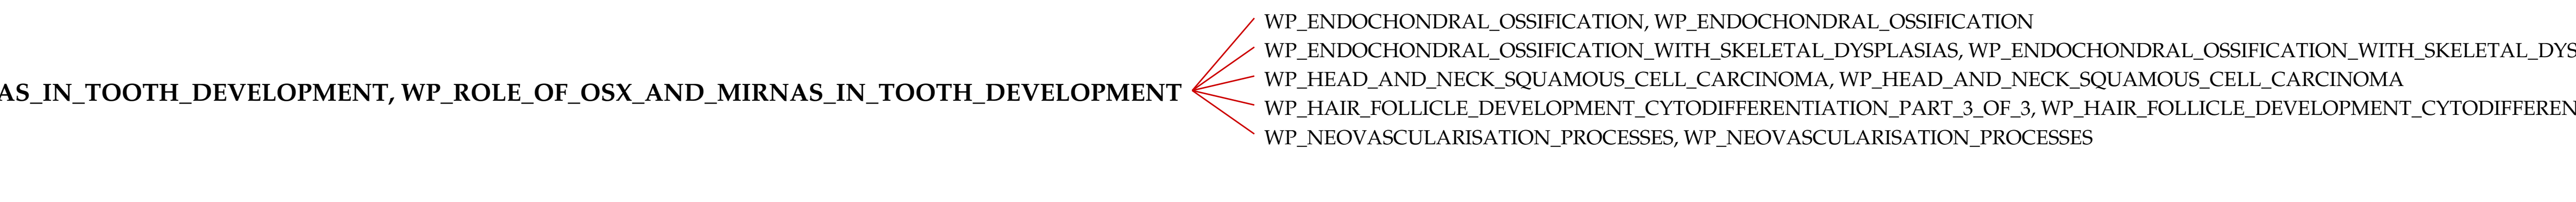 WP_ENDOCHONDRAL_OSSIFICATION, WP_ENDOCHONDRAL_OSSIFICATION
WP_ENDOCHONDRAL_OSSIFICATION_WITH_SKELETAL_DYSPLASIAS, WP_ENDOCHONDRAL_OSSIFICATION_WITH_SKELETAL_DYS
WP_HEAD_AND_NECK_SQUAMOUS_CELL_CARCINOMA, WP_HEAD_AND_NECK_SQUAMOUS_CELL_CARCINOMA
AS_IN_TOOTH_DEVELOPMENT, WP_ROLE_OF_OSX_AND_MIRNAS_IN_TOOTH_DEVELOPMENT
WP_HAIR_FOLLICLE_DEVELOPMENT_CYTODIFFERENTIATION_PART_3_OF_3, WP_HAIR_FOLLICLE_DEVELOPMENT_CYTODIFFEREN
WP_NEOVASCULARISATION_PROCESSES, WP_NEOVASCULARISATION_PROCESSES